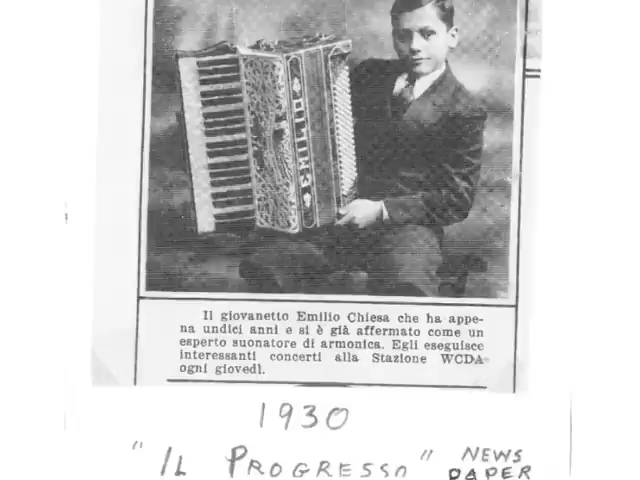 EMILIO
Il giovanetto Emilio Chiesa che ha appe-
na undici anni e si è già affermato come un
esperto suonatore di armonica. Egli eseguisce
interessanti concerti alla Stazione WCDA
ogni giovedì.
1930
"IL PROGRESSO" NEWS
PAPER